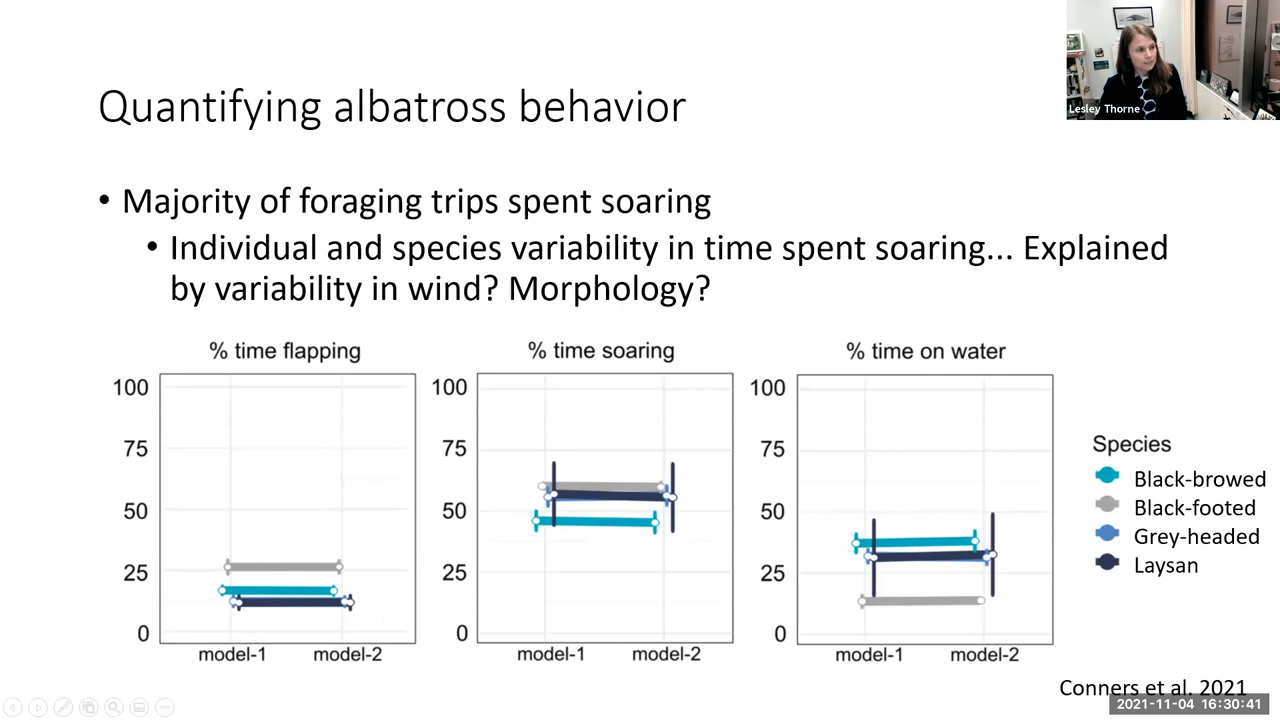 Lesley Thorne
Quantifying albatross behavior
• Majority of foraging trips spent soaring
• Individual and species variability in time spent soaring... Explained
by variability in wind? Morphology?
% time flapping
100
75
50
25
0
model-1 model-2
% time soaring
100
75
50
25
0
model-1 model-2
% time on water
100
75
50
25
0
model-1 model-2
Species
Black-browed
Black-footed
Grey-headed
Laysan
Conners et al. 2021
2021-11-04 16:30:41